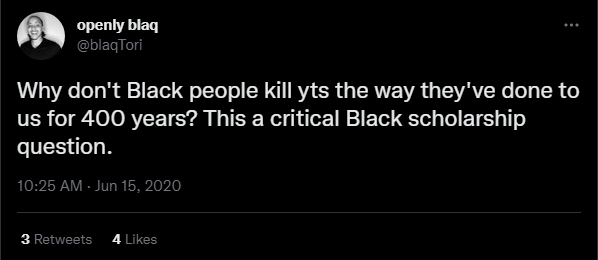 openly blaq
@blaqTori
Why don't Black people kill yts the way they've done to
us for 400 years? This a critical Black scholarship
question.
10:25 AM · Jun 15, 2020
3 Retweets 4 Likes